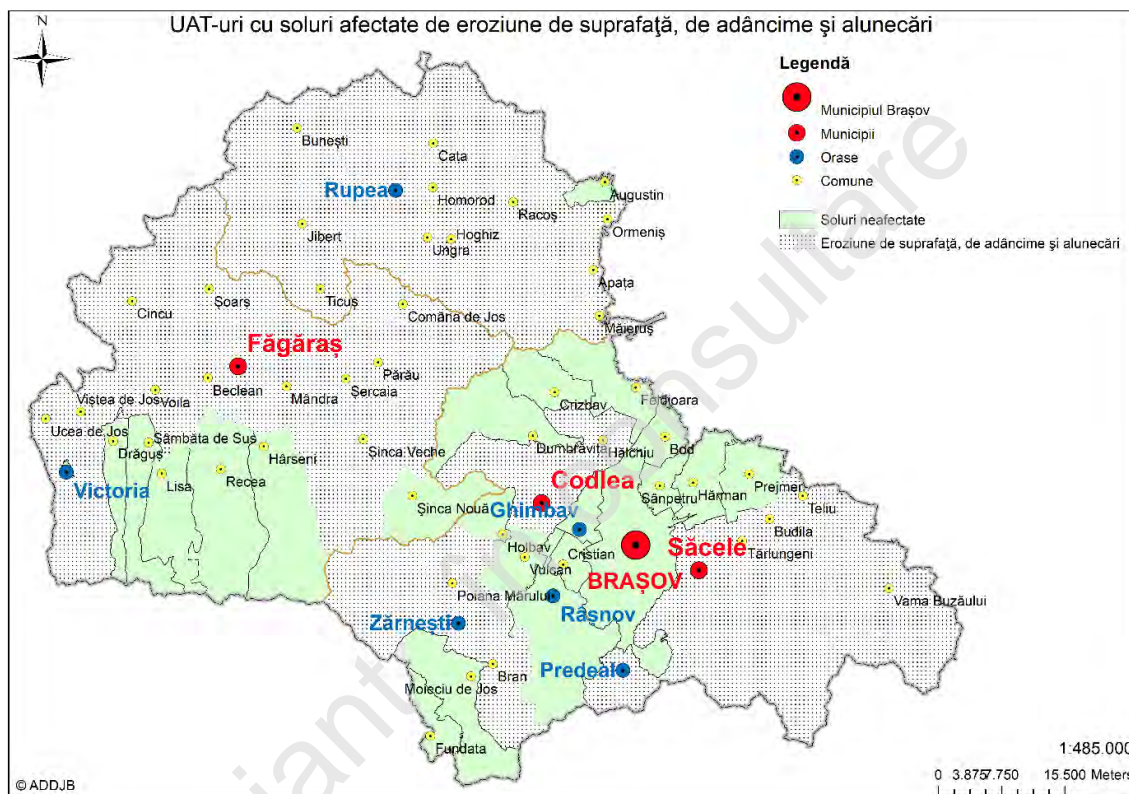 UAT-uri cu soluri afectate de eroziune de suprafaţă, de adâncime şi alunecări
N
Legendă
Municipiul Braşov
Municipii
Orase
Comune
Soluri neafectate
Eroziune de suprafaţă, de adâncime şi alunecări
Buneşti
Cata
Rupea
Homorod
Augustin
Racoş
Ormeniş
Jibert
Hoghiz
Ungra
Apaţa
Şoarş
Ticuş
Cincu
Comăna de Jos
Măieruş
Făgăraş
Părău
Beclean
Şercaia
Mândra
Viştea de Jos
Voila
Crizbav
Feldioara
Ucea de Jos
Sâmbăta de Sus
Drăguş
Hârseni
Şinca Veche
Dumbrăviţa
Hălchiu
Bod
Victoria
Lisa
Recea
Codlea
Sânpetru
Hărman
Prejmer
Şinca Nouă
Ghimbav
Teliu
Budila
Holbav
Cristian
Săcele
Tărlungeni
Vulcan
BRAŞOV
Poiana Mărului
Râşnov
Vama Buzăului
Zărneşti
Bran
Predeal
Moieciu de Jos
Fundata
1:485.000
0 3.875 7.750 15.500 Meters
© ADDJB
în consultare